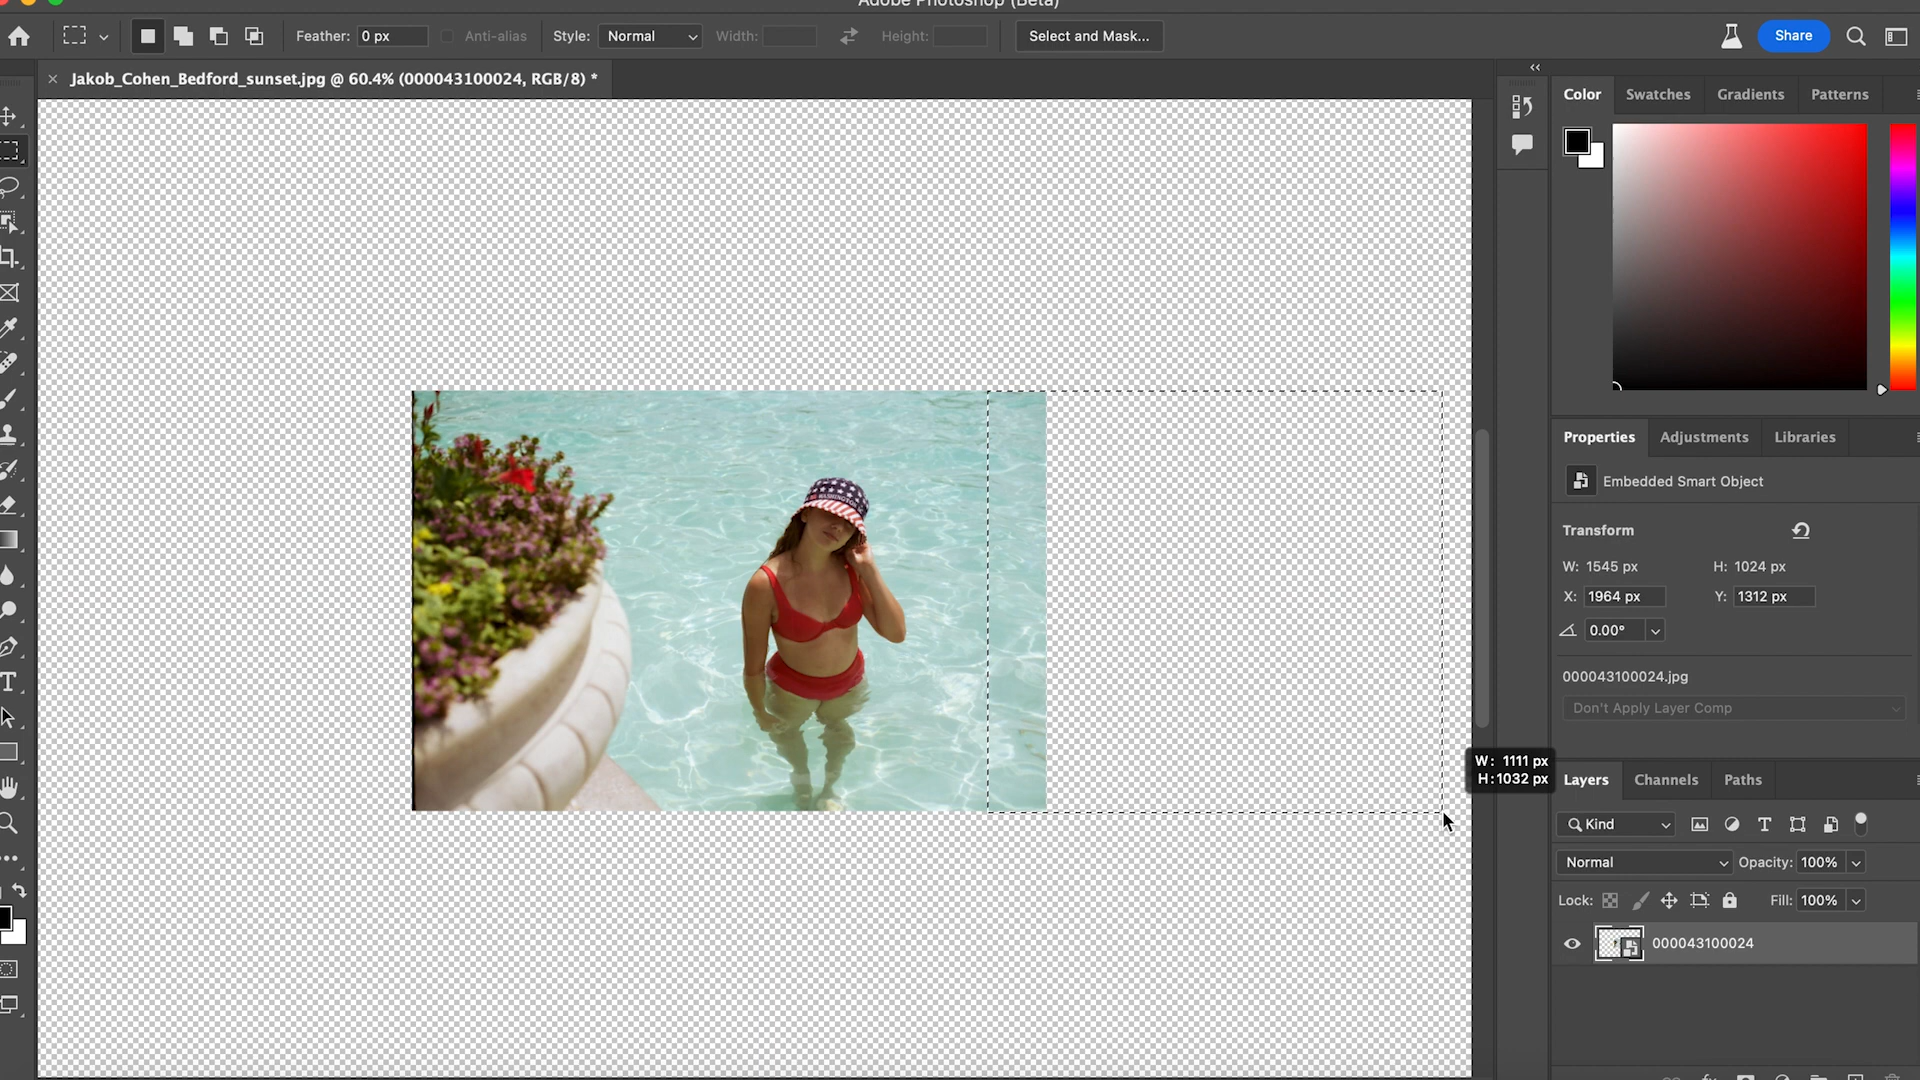 Adobe Photoshop (Beta)
Feather: 0 px Anti-alias Style: Normal Width: Height: Select and Mask... Share
Jakob_Cohen_Bedford_sunset.jpg @ 60.4% (000043100024, RGB/8) *
Color Swatches Gradients Patterns
WASHINGTON
Properties Adjustments Libraries
Embedded Smart Object
Transform
W: 1545 px H: 1024 px
X: 1964 px Y: 1312 px
0.00°
000043100024.jpg
Don't Apply Layer Comp
W: 1111 px
H: 1032 px
Layers Channels Paths
Kind
Normal Opacity: 100%
Lock: Fill: 100%
000043100024